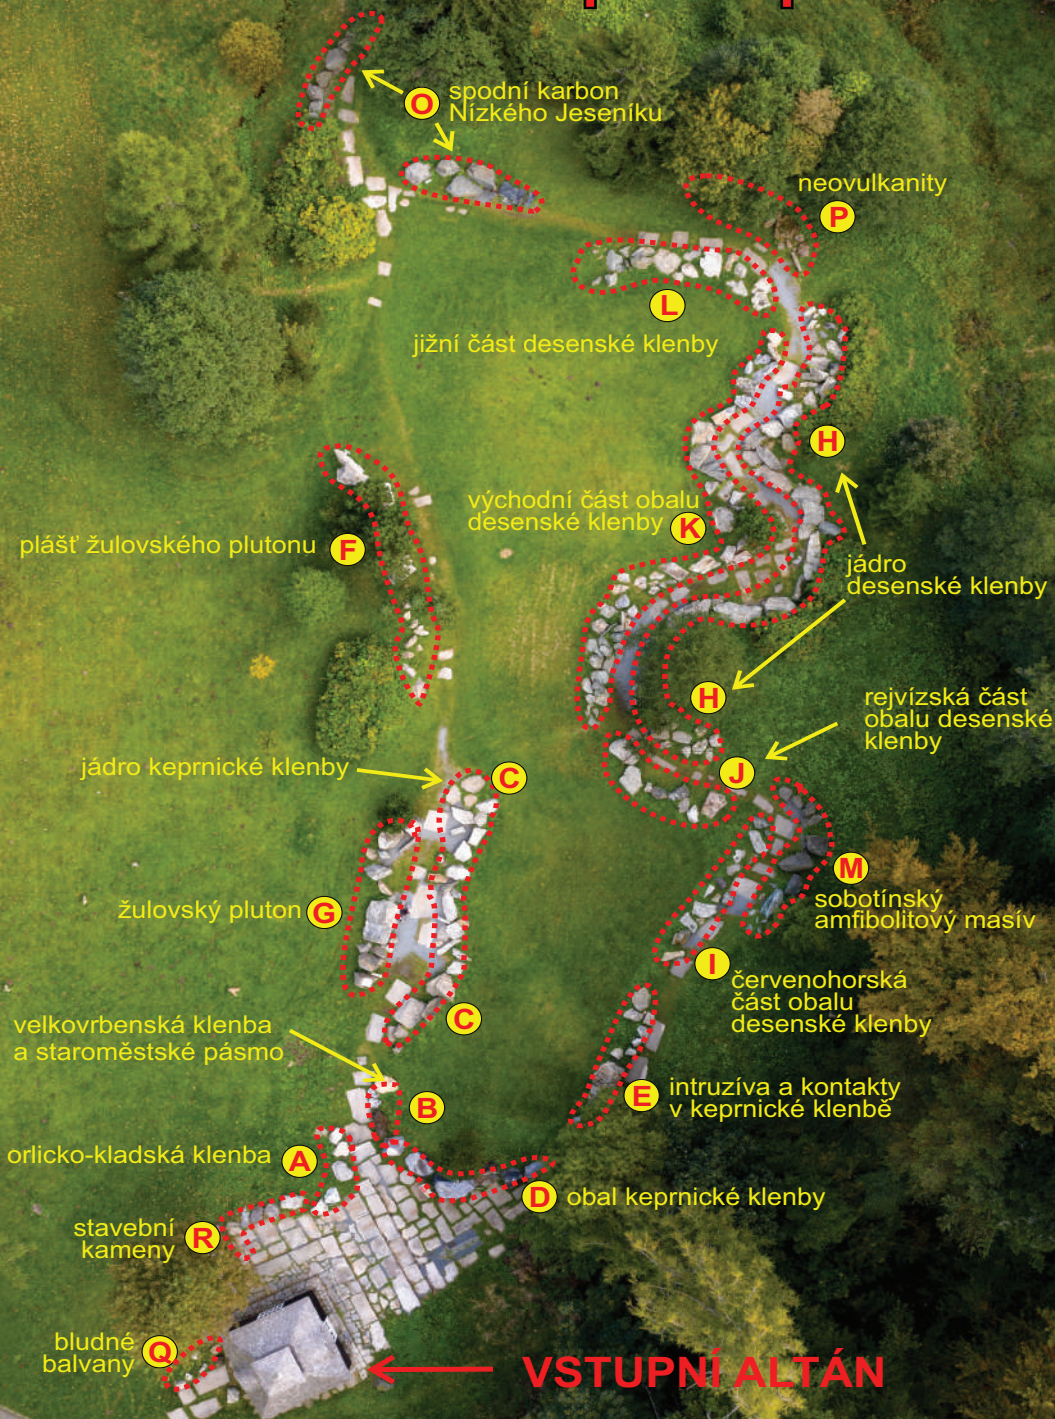 O
spodní karbon
Nízkého Jeseníku
neovulkanity
P
L
jižní část desenské klenby
H
východní část obalu
desenské klenby
K
plášť žulovského plutonu
F
jádro
desenské klenby
H
rejvízská část
obalu desenské
klenby
J
jádro keprnické klenby
C
M
sobotínský
amfibolitový masív
žulovský pluton
G
I
červenohorská
část obalu
desenské klenby
C
velkovrbenská klenba
a staroměstské pásmo
B
E
intruzíva a kontakty
v keprnické klenbě
orlicko-kladská klenba
A
D
obal keprnické klenby
stavební
kameny
R
bludné
balvany
Q
VSTUPNÍ ALTÁN